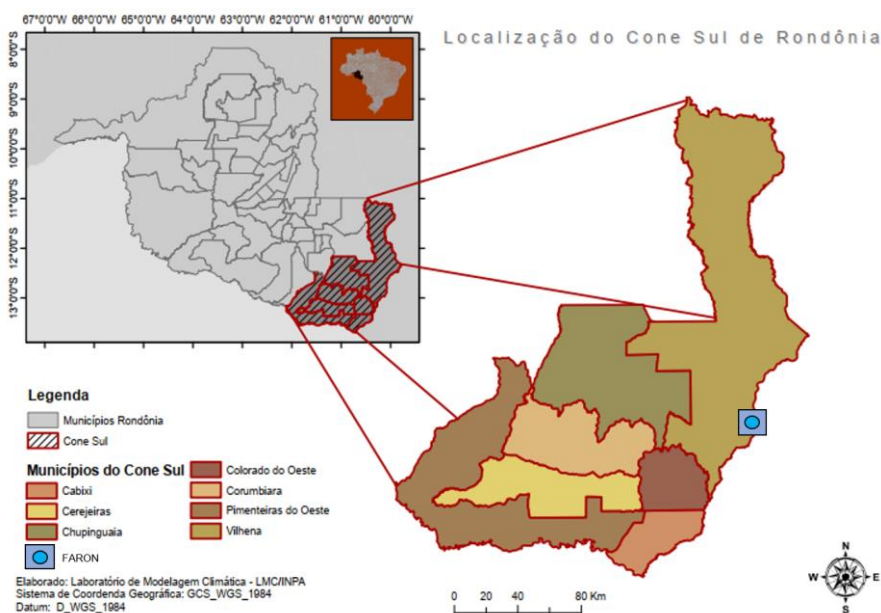 67°0'0"W 66°0'0"W 65°0'0"W 64°0'0"W 63°0'0"W 62°0'0"W 61°0'0"W 60°0'0"W
Localização do Cone Sul de Rondônia
8°0'0"S
9°0'0"S
10°0'0"S
11°0'0"S
12°0'0"S
13°0'0"S
Legenda
Municípios Rondônia
Cone Sul
Municípios do Cone Sul
Cabixi
Cerejeiras
Chupinguaia
Colorado do Oeste
Corumbiara
Pimenteiras do Oeste
Vilhena
FARON
Elaborado: Laboratório de Modelagem Climática - LMC/INPA
Sistema de Coordenda Geográfica: GCS_WGS_1984
Datum: D_WGS_1984
0 20 40 80 Km
N
W E
S